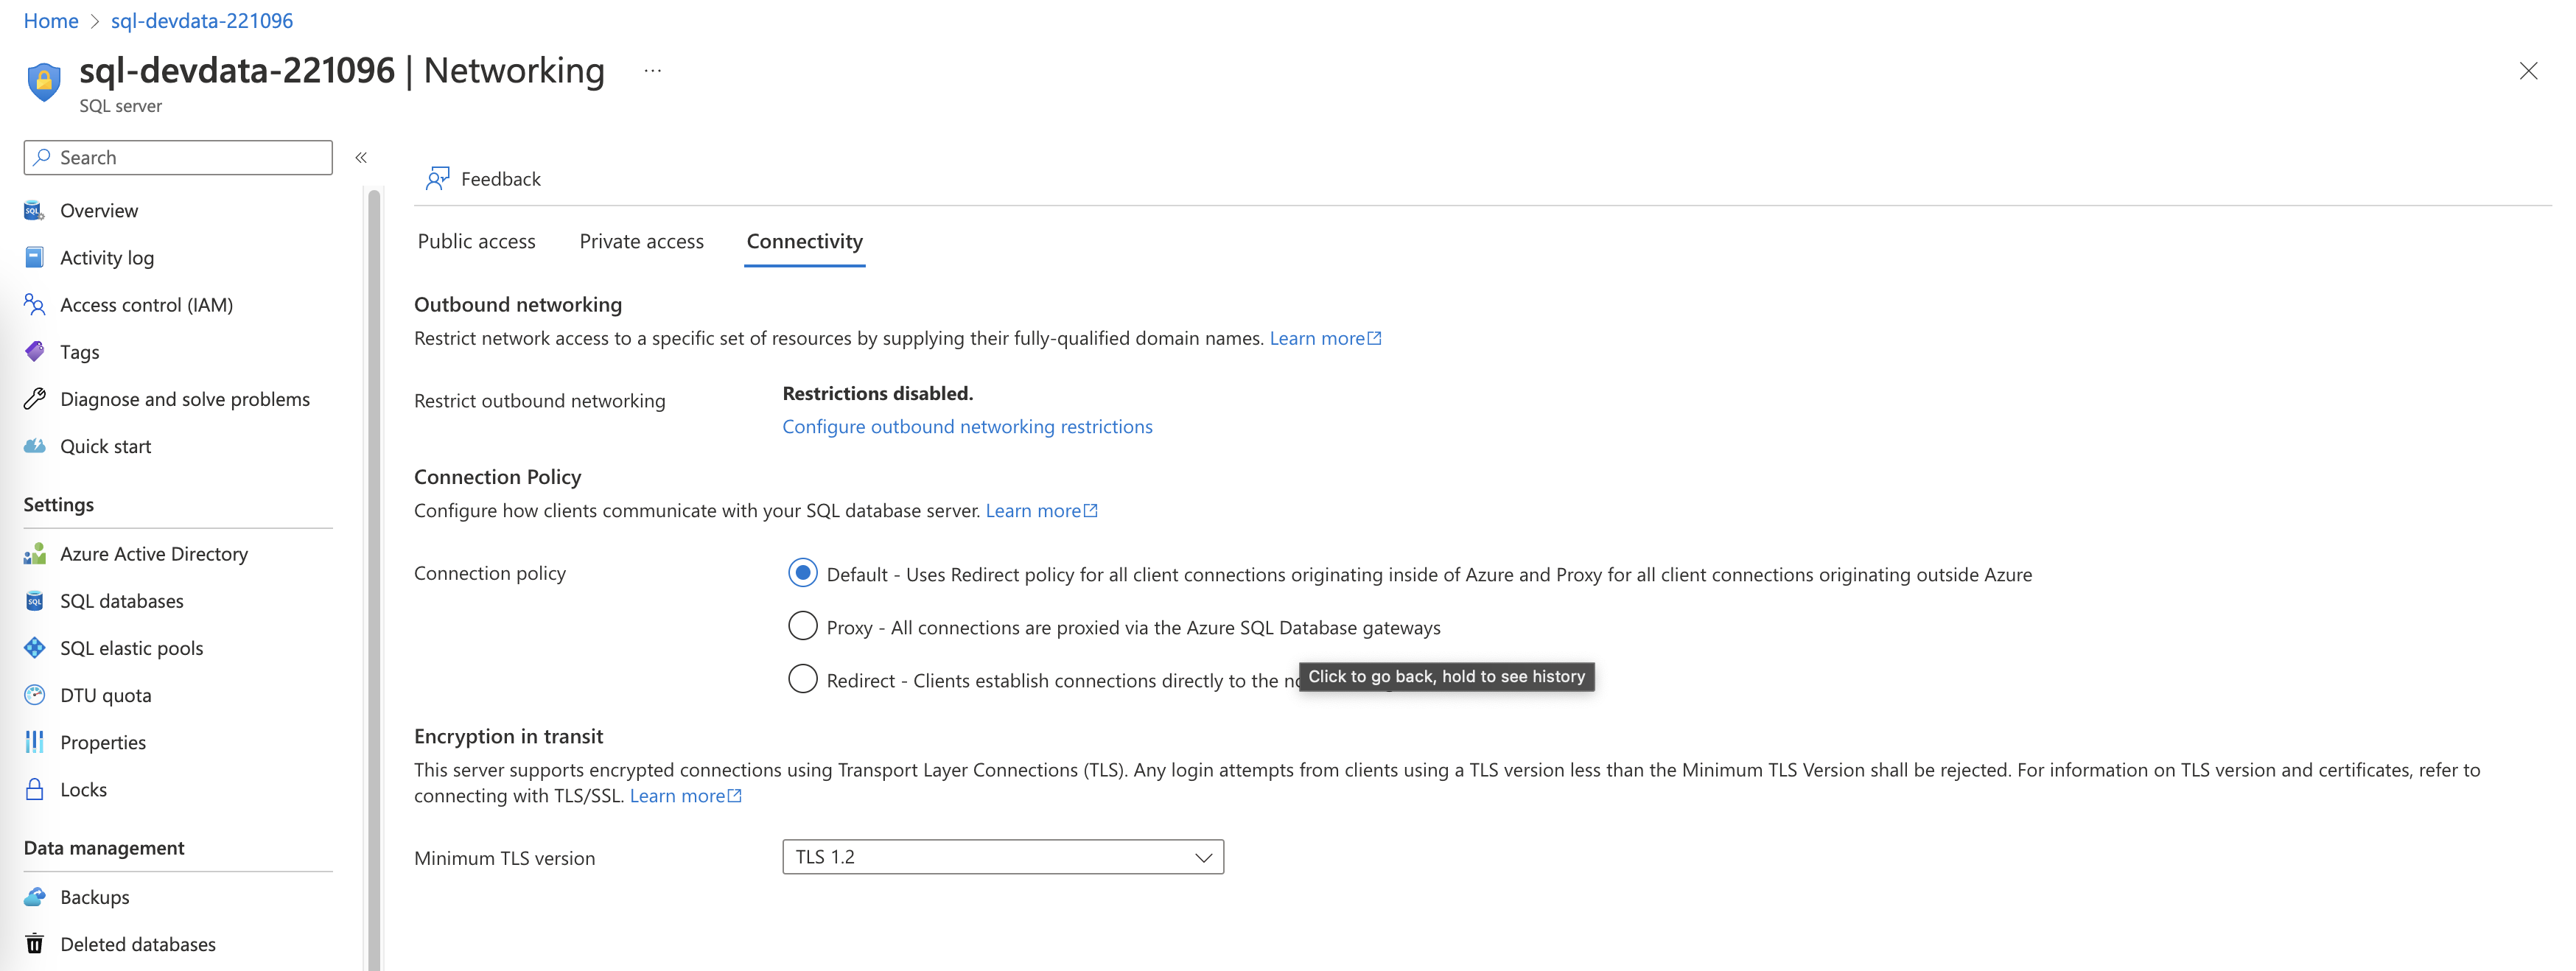 Home > sql-devdata-221096
sql-devdata-221096 | Networking ...
SQL server
Search
Overview
Activity log
Access control (IAM)
Tags
Diagnose and solve problems
Quick start
Settings
Azure Active Directory
SQL databases
SQL elastic pools
DTU quota
Properties
Locks
Data management
Backups
Deleted databases
Feedback
Public access Private access Connectivity
Outbound networking
Restrict network access to a specific set of resources by supplying their fully-qualified domain names. Learn more
Restrict outbound networking
Restrictions disabled.
Configure outbound networking restrictions
Connection Policy
Configure how clients communicate with your SQL database server. Learn more
Connection policy
Default - Uses Redirect policy for all client connections originating inside of Azure and Proxy for all client connections originating outside Azure
Proxy - All connections are proxied via the Azure SQL Database gateways
Redirect - Clients establish connections directly to the
Click to go back, hold to see history
Encryption in transit
This server supports encrypted connections using Transport Layer Connections (TLS). Any login attempts from clients using a TLS version less than the Minimum TLS Version shall be rejected. For information on TLS version and certificates, refer to
connecting with TLS/SSL. Learn more
Minimum TLS version
TLS 1.2